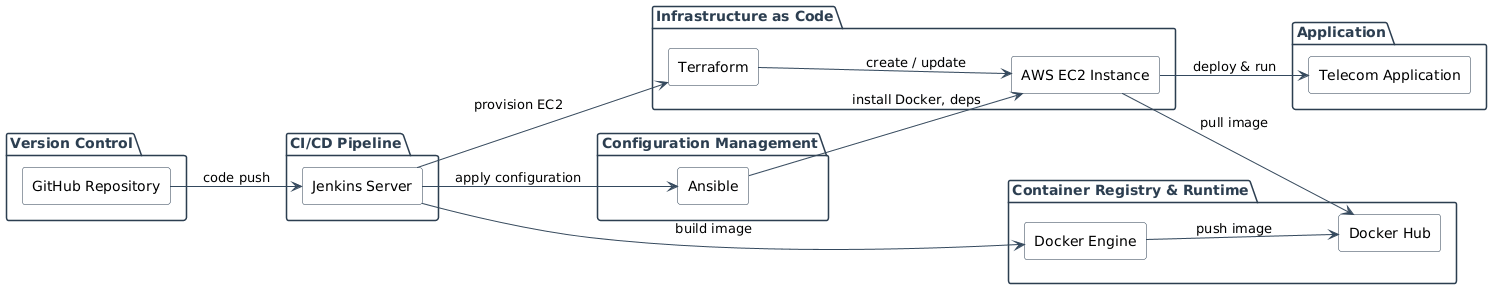 Infrastructure as Code
Application
Terraform
create / update
AWS EC2 Instance
deploy & run
Telecom Application
provision EC2
install Docker, deps
pull image
Version Control
CI/CD Pipeline
Configuration Management
GitHub Repository
code push
Jenkins Server
apply configuration
Ansible
Container Registry & Runtime
build image
Docker Engine
push image
Docker Hub